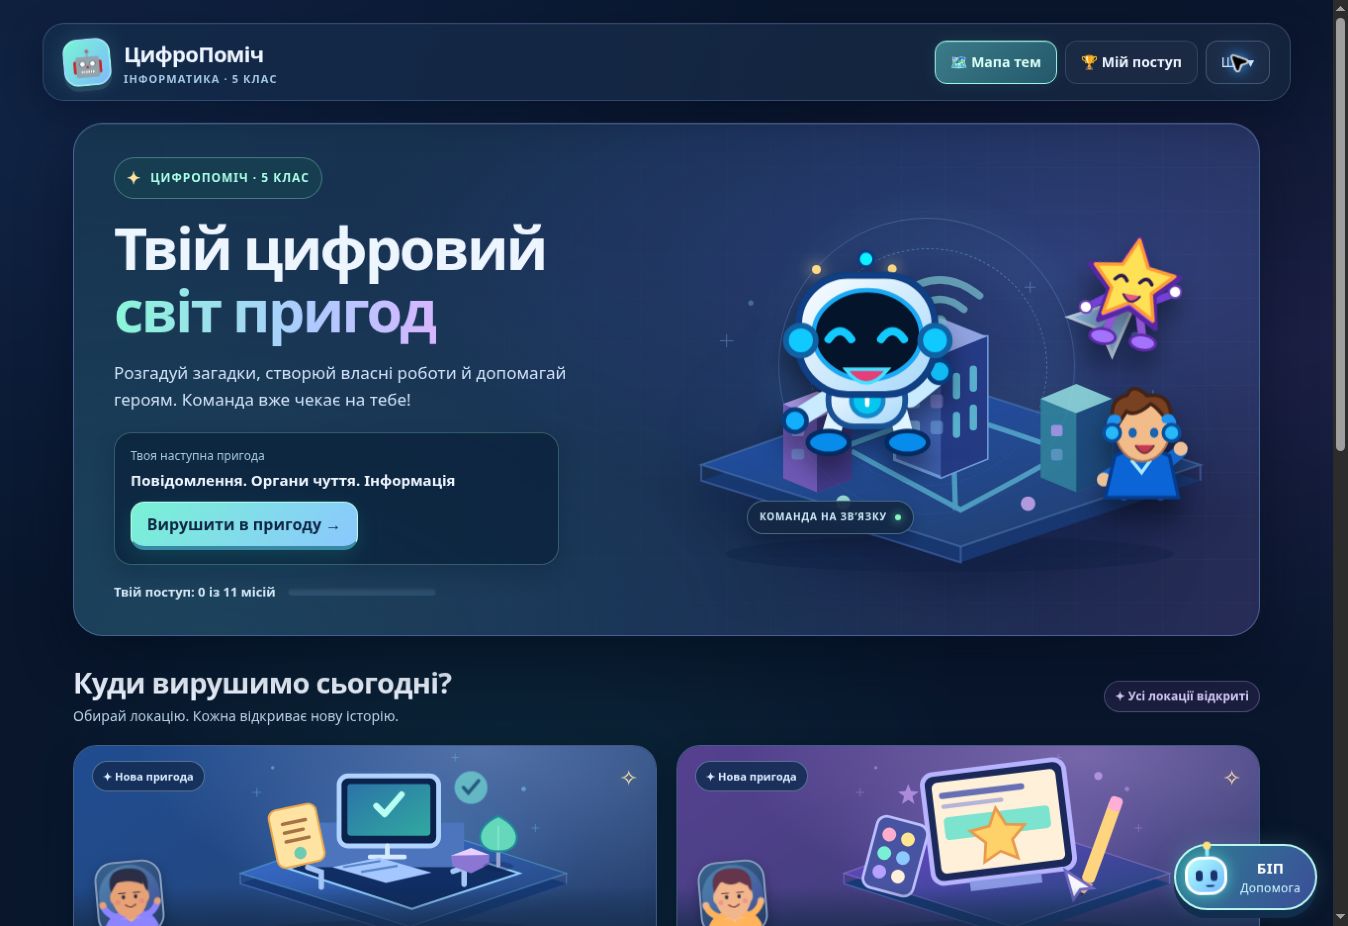 ЦифроПоміч
ІНФОРМАТИКА · 5 КЛАС
Мапа тем
Мій поступ
✦ ЦИФРОПОМІЧ · 5 КЛАС
Твій цифровий
світ пригод
Розгадуй загадки, створюй власні роботи й допомагай
героям. Команда вже чекає на тебе!
Твоя наступна пригода
Повідомлення. Органи чуття. Інформація
Вирушити в пригоду →
Твій поступ: 0 із 11 місій
КОМАНДА НА ЗВ'ЯЗКУ
Куди вирушимо сьогодні?
Обирай локацію. Кожна відкриває нову історію.
✦ Усі локації відкриті
✦ Нова пригода
✦ Нова пригода
БІП
Допомога